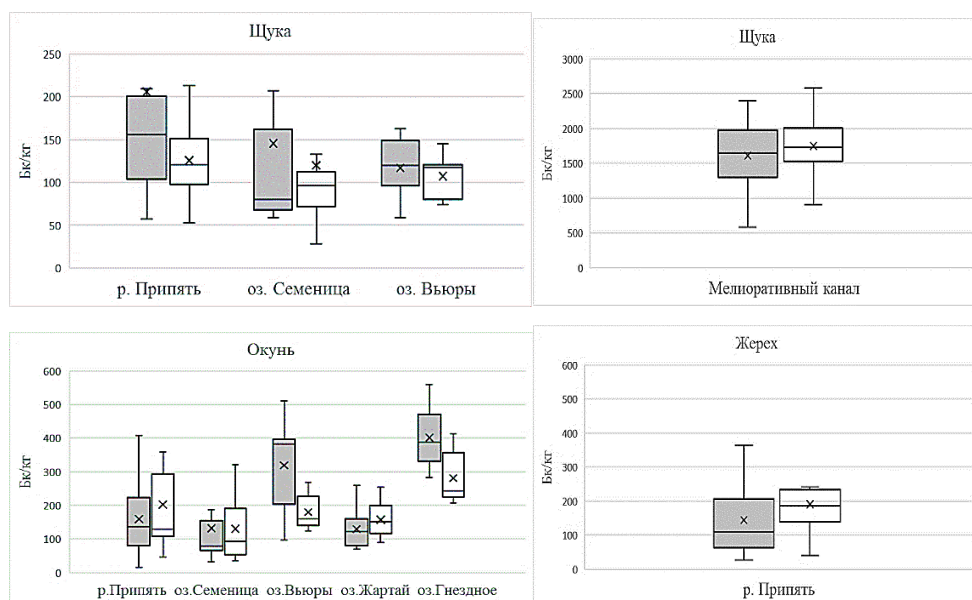 Щука
Бк/кг
250
200
150
100
50
0
р. Припять оз. Семеница оз. Вьюры
Щука
Бк/кг
3000
2500
2000
1500
1000
500
0
Мелиоративный канал
Окунь
Бк/кг
600
500
400
300
200
100
0
р.Припять оз.Семеница оз.Вьюры оз.Жартай оз.Гнездное
Жерех
Бк/кг
600
500
400
300
200
100
0
р. Припять